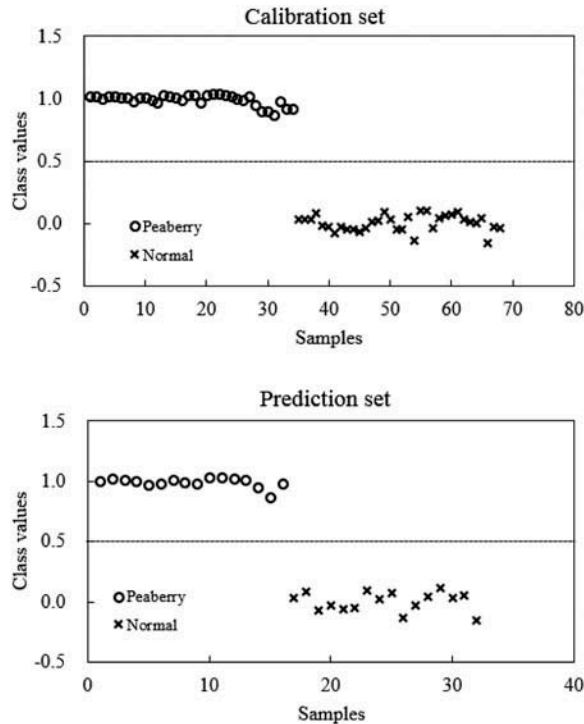 Calibration set
1.5
1.0
0.5
0.0
-0.5
Class values
Peaberry
Normal
0 10 20 30 40 50 60 70 80
Samples
Prediction set
1.5
1.0
0.5
0.0
-0.5
Class values
Peaberry
Normal
0 10 20 30 40
Samples